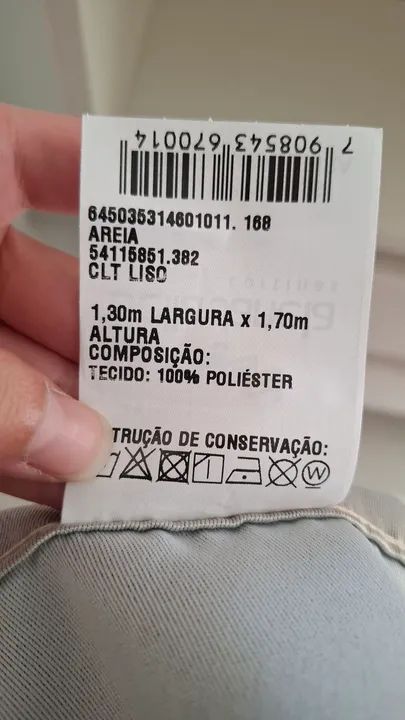 7 908543 670014
645035314601011. 168
AREIA
54115851.382
CLT LISO
1,30m LARGURA x 1,70m
ALTURA
COMPOSIÇÃO:
TECIDO: 100% POLIÉSTER
TRUÇÃO DE CONSERVAÇÃO:
W